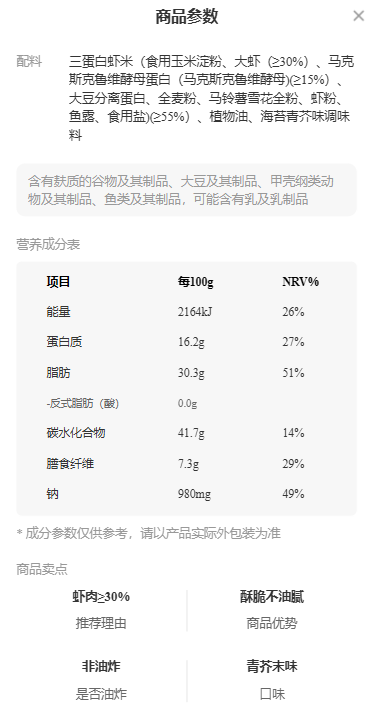 商品参数
配料 三蛋白虾米（食用玉米淀粉、大虾（≥30%）、马克
斯克鲁维酵母蛋白（马克斯克鲁维酵母)(≥15%）、
大豆分离蛋白、全麦粉、马铃薯雪花全粉、虾粉、
鱼露、食用盐)(≥55%）、植物油、海苔青芥味调味
料
含有麸质的谷物及其制品、大豆及其制品、甲壳纲类动
物及其制品、鱼类及其制品，可能含有乳及乳制品
营养成分表
项目 每100g NRV%
能量 2164kJ 26%
蛋白质 16.2g 27%
脂肪 30.3g 51%
-反式脂肪（酸） 0.0g
碳水化合物 41.7g 14%
膳食纤维 7.3g 29%
钠 980mg 49%
* 成分参数仅供参考，请以产品实际外包装为准
商品卖点
虾肉≥30% 酥脆不油腻
推荐理由 商品优势
非油炸 青芥末味
是否油炸 口味